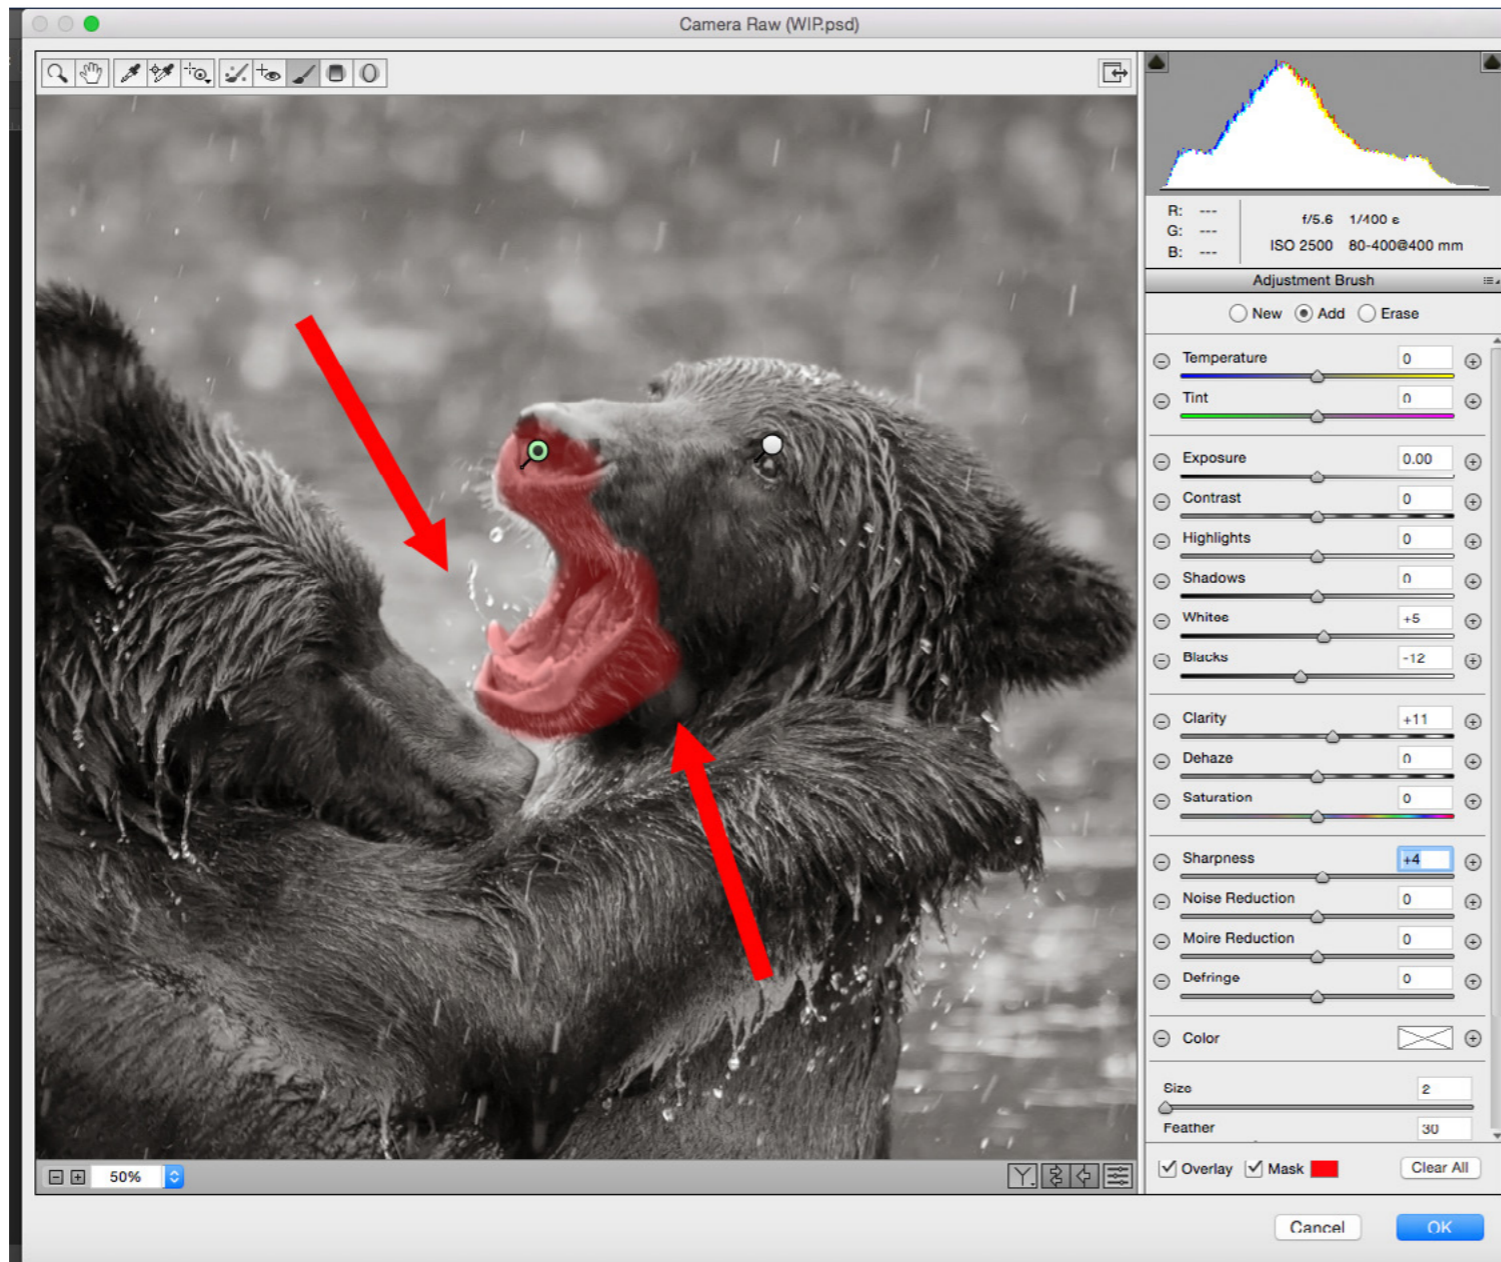 Camera Raw (WIP.psd)
R: ---
G: ---
B: ---
f/5.6 1/400 s
ISO 2500 80-400@400 mm
Adjustment Brush
New Add Erase
Temperature 0
Tint 0
Exposure 0.00
Contrast 0
Highlights 0
Shadows 0
Whites +5
Blacks -12
Clarity +11
Dehaze 0
Saturation 0
Sharpness +4
Noise Reduction 0
Moire Reduction 0
Defringe 0
Color
Size 2
Feather 30
50% Y
Overlay Mask Clear All
Cancel OK